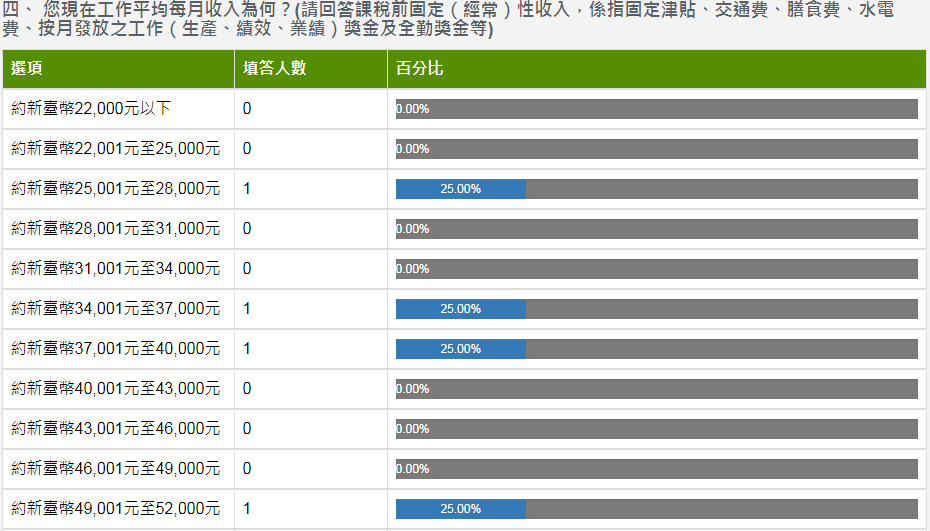 四、 您現在工作平均每月收入為何？(請回答課稅前固定（經常）性收入，係指固定津貼、交通費、膳食費、水電
費、按月發放之工作（生產、績效、業績）獎金及全勤獎金等)
選項 填答人數 百分比
約新臺幣22,000元以下 0 0.00%
約新臺幣22,001元至25,000元 0 0.00%
約新臺幣25,001元至28,000元 1 25.00%
約新臺幣28,001元至31,000元 0 0.00%
約新臺幣31,001元至34,000元 0 0.00%
約新臺幣34,001元至37,000元 1 25.00%
約新臺幣37,001元至40,000元 1 25.00%
約新臺幣40,001元至43,000元 0 0.00%
約新臺幣43,001元至46,000元 0 0.00%
約新臺幣46,001元至49,000元 0 0.00%
約新臺幣49,001元至52,000元 1 25.00%